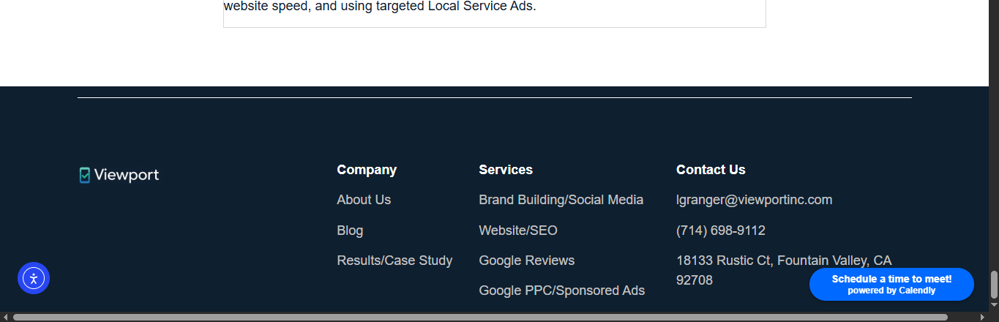 website speed, and using targeted Local Service Ads.
Viewport
Company
About Us
Blog
Results/Case Study
Services
Brand Building/Social Media
Website/SEO
Google Reviews
Google PPC/Sponsored Ads
Contact Us
lgranger@viewportinc.com
(714) 698-9112
18133 Rustic Ct, Fountain Valley, CA
92708
Schedule a time to meet!
powered by Calendly